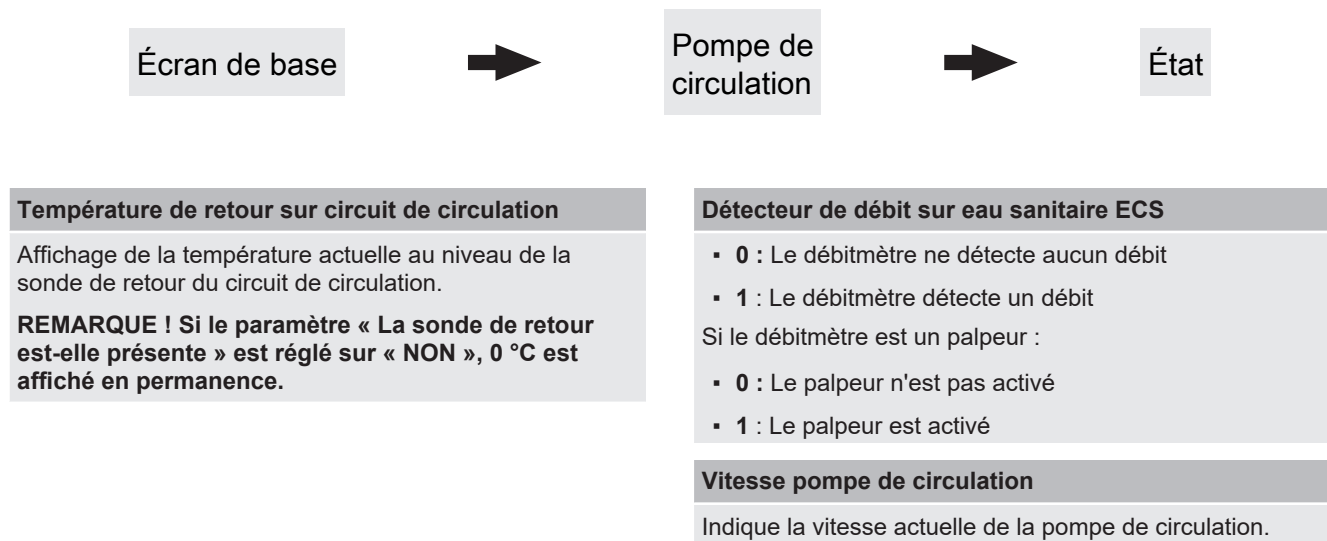 Écran de base
Pompe de
circulation
État
Température de retour sur circuit de circulation
Affichage de la température actuelle au niveau de la
sonde de retour du circuit de circulation.
REMARQUE ! Si le paramètre « La sonde de retour
est-elle présente » est réglé sur « NON », 0 °C est
affiché en permanence.
Détecteur de débit sur eau sanitaire ECS
▪ 0 : Le débitmètre ne détecte aucun débit
▪ 1 : Le débitmètre détecte un débit
Si le débitmètre est un palpeur :
▪ 0 : Le palpeur n'est pas activé
▪ 1 : Le palpeur est activé
Vitesse pompe de circulation
Indique la vitesse actuelle de la pompe de circulation.